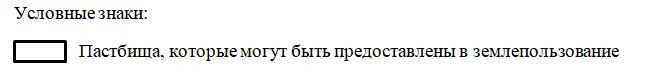 Условные знаки:
Пастбища, которые могут быть предоставлены в землепользование